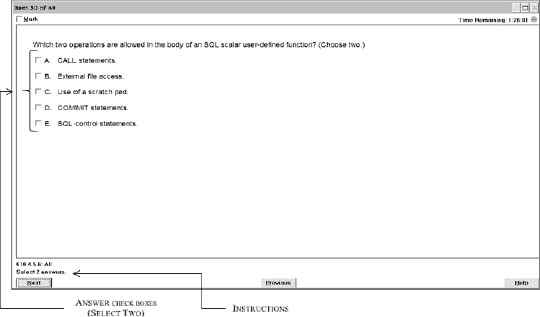 Item 30 of 68
Mark
Time Remaining 1:26:01
Which two operations are allowed in the body of an SQL scalar user-defined function? (Choose two.)
A. CALL statements.
B. External file access.
C. Use of a scratch pad.
D. COMMIT statements.
E. SQL control statements.
Select 2 answers.
Next
Previous
Help
ANSWER CHECK BOXES
(SELECT TWO)
INSTRUCTIONS